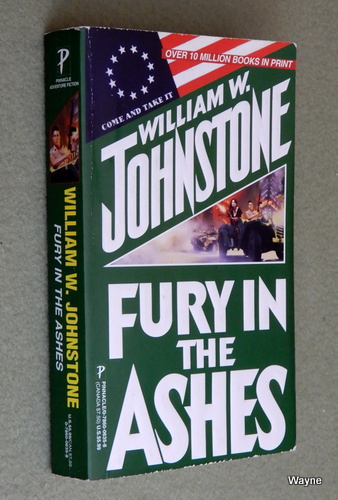 OVER 10 MILLION BOOKS IN PRINT
COME AND TAKE IT
WILLIAM W.
JOHNSTONE
FURY IN
THE
ASHES
P
PINNACLE
ADVENTURE FICTION
WILLIAM W. JOHNSTONE
FURY IN THE ASHES
Wayne